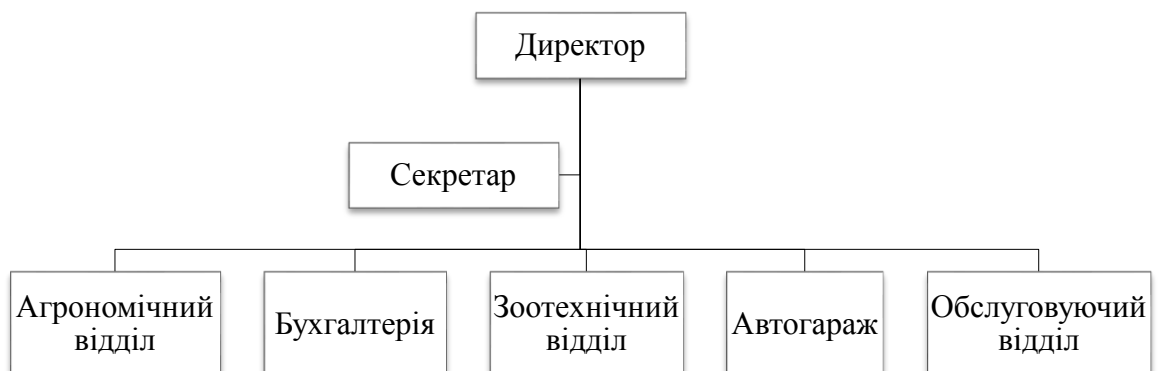 Директор
Секретар
Агрономічний
відділ
Бухгалтерія
Зоотехнічний
відділ
Автогараж
Обслуговуючий
відділ